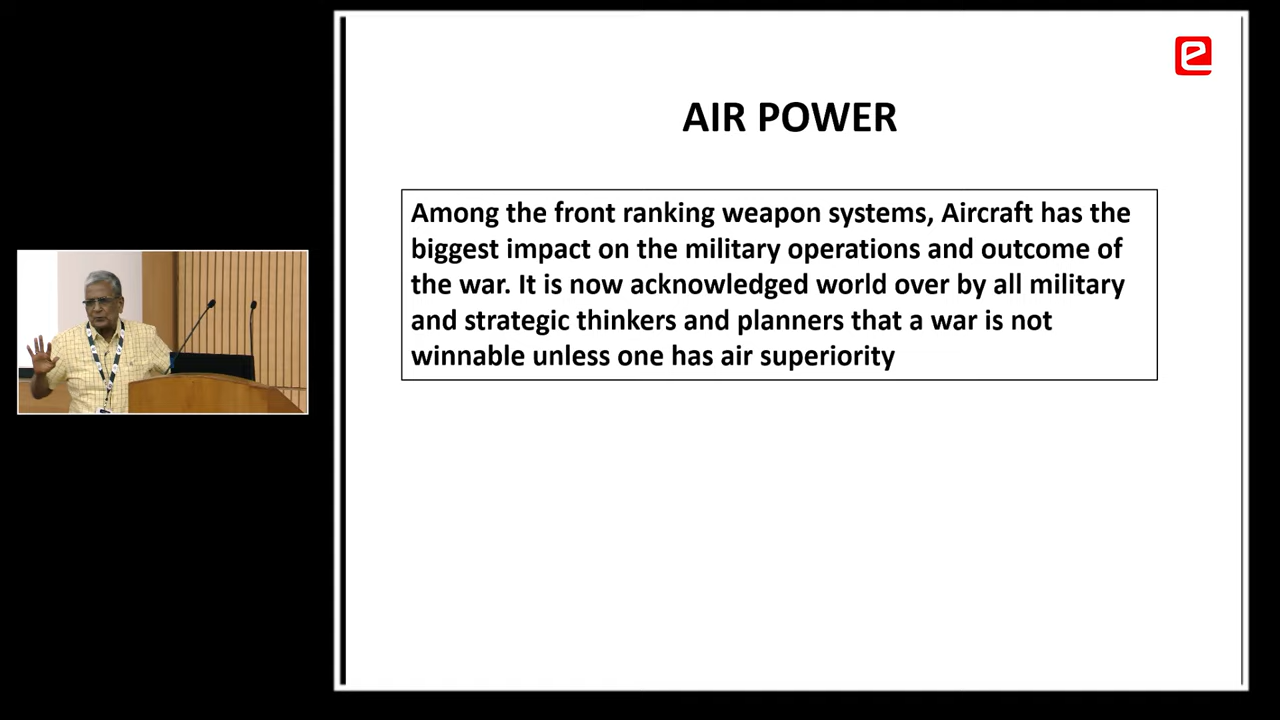 AIR POWER
Among the front ranking weapon systems, Aircraft has the
biggest impact on the military operations and outcome of
the war. It is now acknowledged world over by all military
and strategic thinkers and planners that a war is not
winnable unless one has air superiority